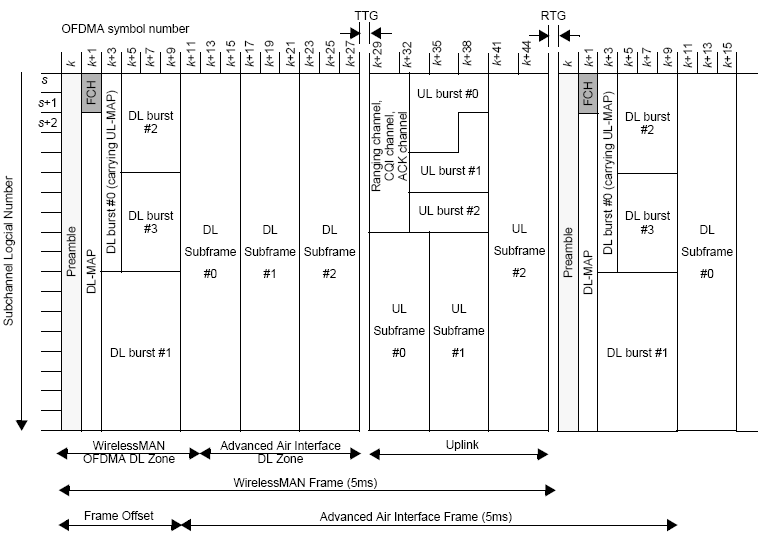 TTG
RTG
OFDMA symbol number
k
k+1
k+3
k+5
k+7
k+9
k+11
k+13
k+15
k+17
k+19
k+21
k+23
k+25
k+27
k+29
k+32
k+35
k+38
k+41
k+44
k
k+1
k+3
k+5
k+7
k+9
k+11
k+13
k+15
s
s+1
s+2
Subchannel Logcial Number
Preamble
FCH
DL-MAP
DL burst #0 (carrying UL-MAP)
DL burst
#2
DL burst
#3
DL burst #1
DL
Subframe
#0
DL
Subframe
#1
DL
Subframe
#2
Ranging channel,
CQI channel,
ACK channel
UL burst #0
UL burst #1
UL burst #2
UL
Subframe
#0
UL
Subframe
#1
UL
Subframe
#2
Preamble
FCH
DL-MAP
DL burst #0 (carrying UL-MAP)
DL burst
#2
DL burst
#3
DL burst #1
DL
Subframe
#0
WirelessMAN
OFDMA DL Zone
Advanced Air Interface
DL Zone
Uplink
WirelessMAN Frame (5ms)
Frame Offset
Advanced Air Interface Frame (5ms)